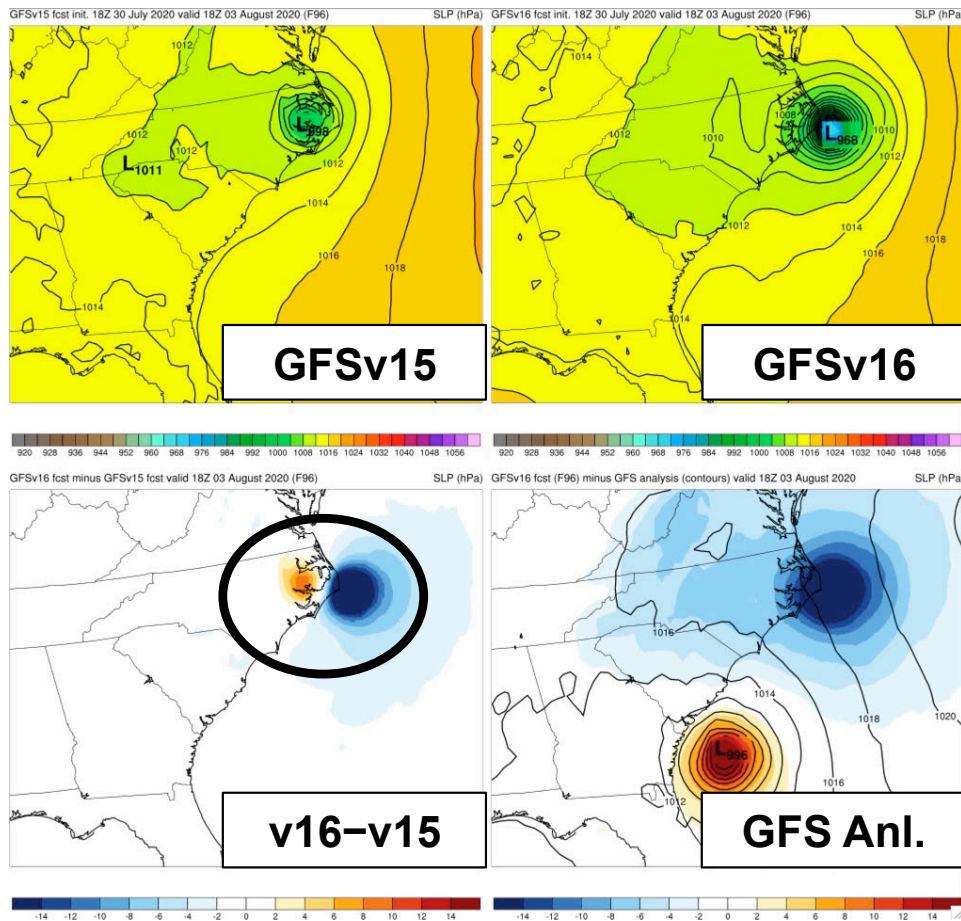 GFSv15 fcst init. 18Z 30 July 2020 valid 18Z 03 August 2020 (F96) SLP (hPa)
1012
1012
L998
1012
L1011
1012
1014
1016
1018
1014
GFSv15
920 928 936 944 952 960 968 976 984 992 1000 1008 1016 1024 1032 1040 1048 1056
GFSv16 fcst init. 18Z 30 July 2020 valid 18Z 03 August 2020 (F96) SLP (hPa)
1014
1008
1010
1010
L968
1012
1012
1014
1016
1018
1014
GFSv16
920 928 936 944 952 960 968 976 984 992 1000 1008 1016 1024 1032 1040 1048 1056
GFSv16 fcst minus GFSv15 fcst valid 18Z 03 August 2020 (F96) SLP (hPa)
v16−v15
-14 -12 -10 -8 -6 -4 -2 0 2 4 6 8 10 12 14
GFSv16 fcst (F96) minus GFS analysis (contours) valid 18Z 03 August 2020 SLP (hPa)
1016
1014
1018
1020
L996
1016
1012
GFS Anl.
-14 -12 -10 -8 -6 -4 -2 0 2 4 6 8 10 12 14